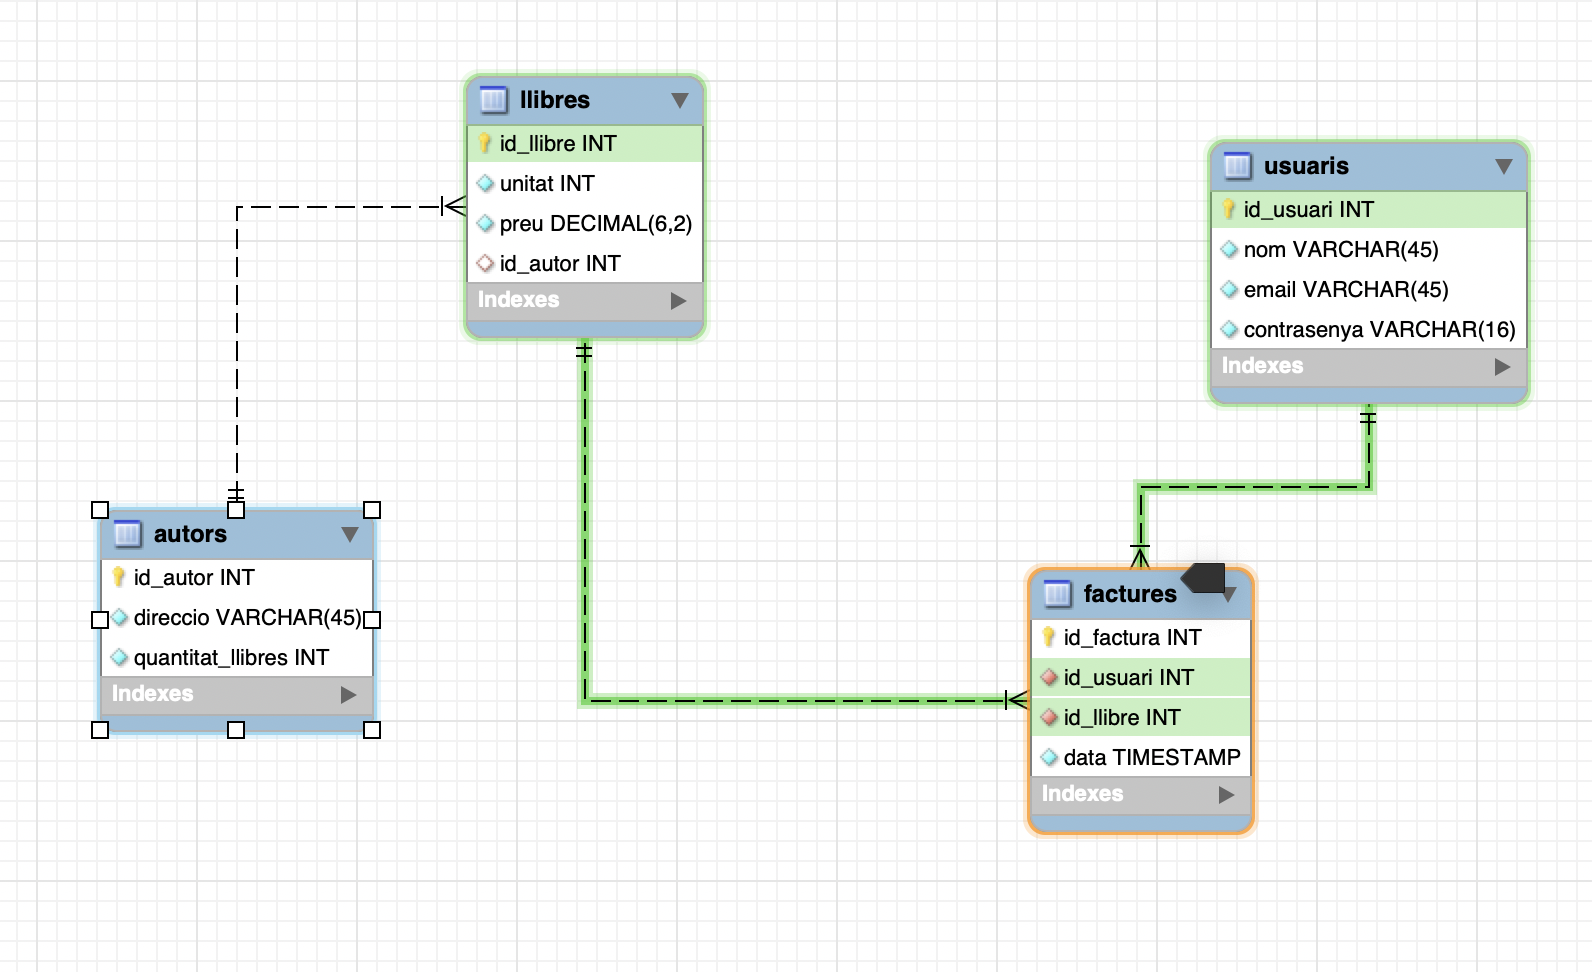 llibres
id_llibre INT
unitat INT
preu DECIMAL(6,2)
id_autor INT
Indexes
usuaris
id_usuari INT
nom VARCHAR(45)
email VARCHAR(45)
contrasenya VARCHAR(16)
Indexes
autors
id_autor INT
direccio VARCHAR(45)
quantitat_llibres INT
Indexes
factures
id_factura INT
id_usuari INT
id_llibre INT
data TIMESTAMP
Indexes